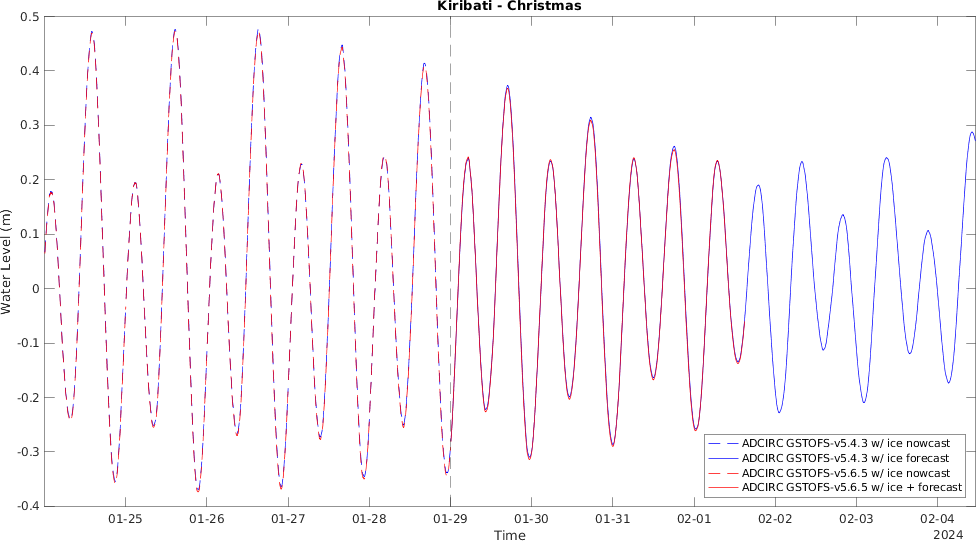 Kiribati - Christmas
0.5
0.4
0.3
0.2
0.1
0
-0.1
-0.2
-0.3
-0.4
Water Level (m)
ADCIRC GSTOFS-v5.4.3 w/ ice nowcast
ADCIRC GSTOFS-v5.4.3 w/ ice forecast
ADCIRC GSTOFS-v5.6.5 w/ ice nowcast
ADCIRC GSTOFS-v5.6.5 w/ ice + forecast
01-25 01-26 01-27 01-28 01-29 01-30 01-31 02-01 02-02 02-03 02-04
Time
2024